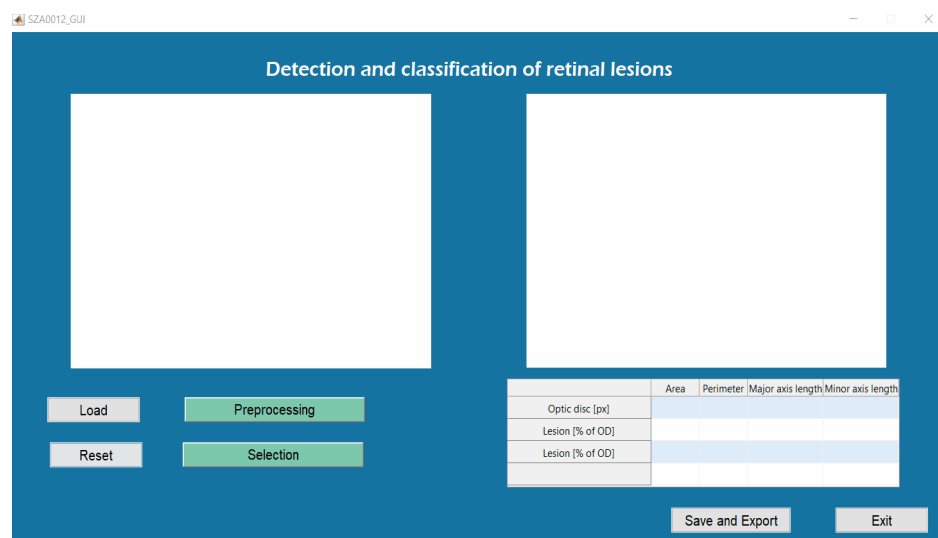 SZA0012_GUI
Detection and classification of retinal lesions
Load
Preprocessing
Reset
Selection
Area Perimeter Major axis length Minor axis length
Optic disc [px]
Lesion [% of OD]
Lesion [% of OD]
Save and Export
Exit